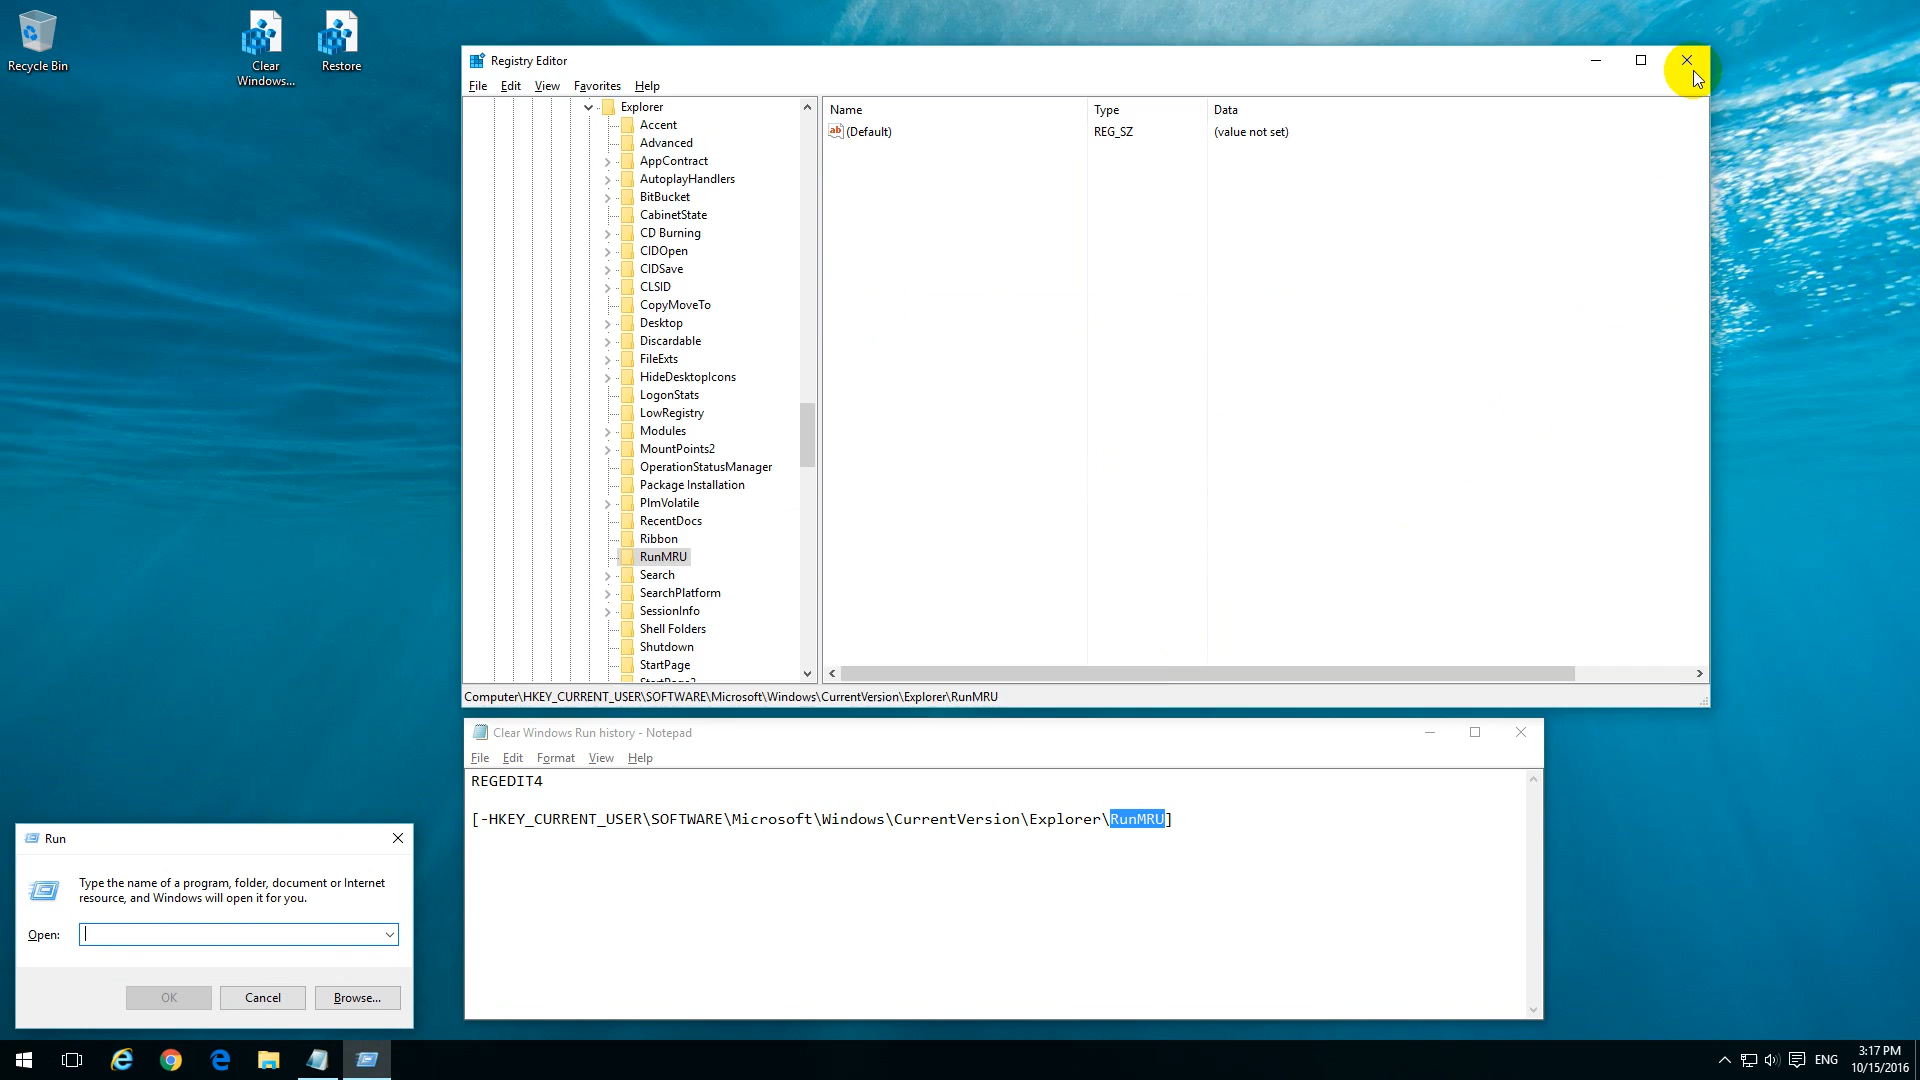 Recycle Bin
Clear
Windows...
Restore
Registry Editor
File Edit View Favorites Help
Explorer
Accent
Advanced
AppContract
AutoplayHandlers
BitBucket
CabinetState
CD Burning
CIDOpen
CIDSave
CLSID
CopyMoveTo
Desktop
Discardable
FileExts
HideDesktopIcons
LogonStats
LowRegistry
Modules
MountPoints2
OperationStatusManager
Package Installation
PlmVolatile
RecentDocs
Ribbon
RunMRU
Search
SearchPlatform
SessionInfo
Shell Folders
Shutdown
StartPage
StartPage2
Name Type Data
ab (Default) REG_SZ (value not set)
Computer\HKEY_CURRENT_USER\SOFTWARE\Microsoft\Windows\CurrentVersion\Explorer\RunMRU
Clear Windows Run history - Notepad
File Edit Format View Help
REGEDIT4
[-HKEY_CURRENT_USER\SOFTWARE\Microsoft\Windows\CurrentVersion\Explorer\RunMRU]
Run
Type the name of a program, folder, document or Internet
resource, and Windows will open it for you.
Open:
OK Cancel Browse...
ENG
3:17 PM
10/15/2016